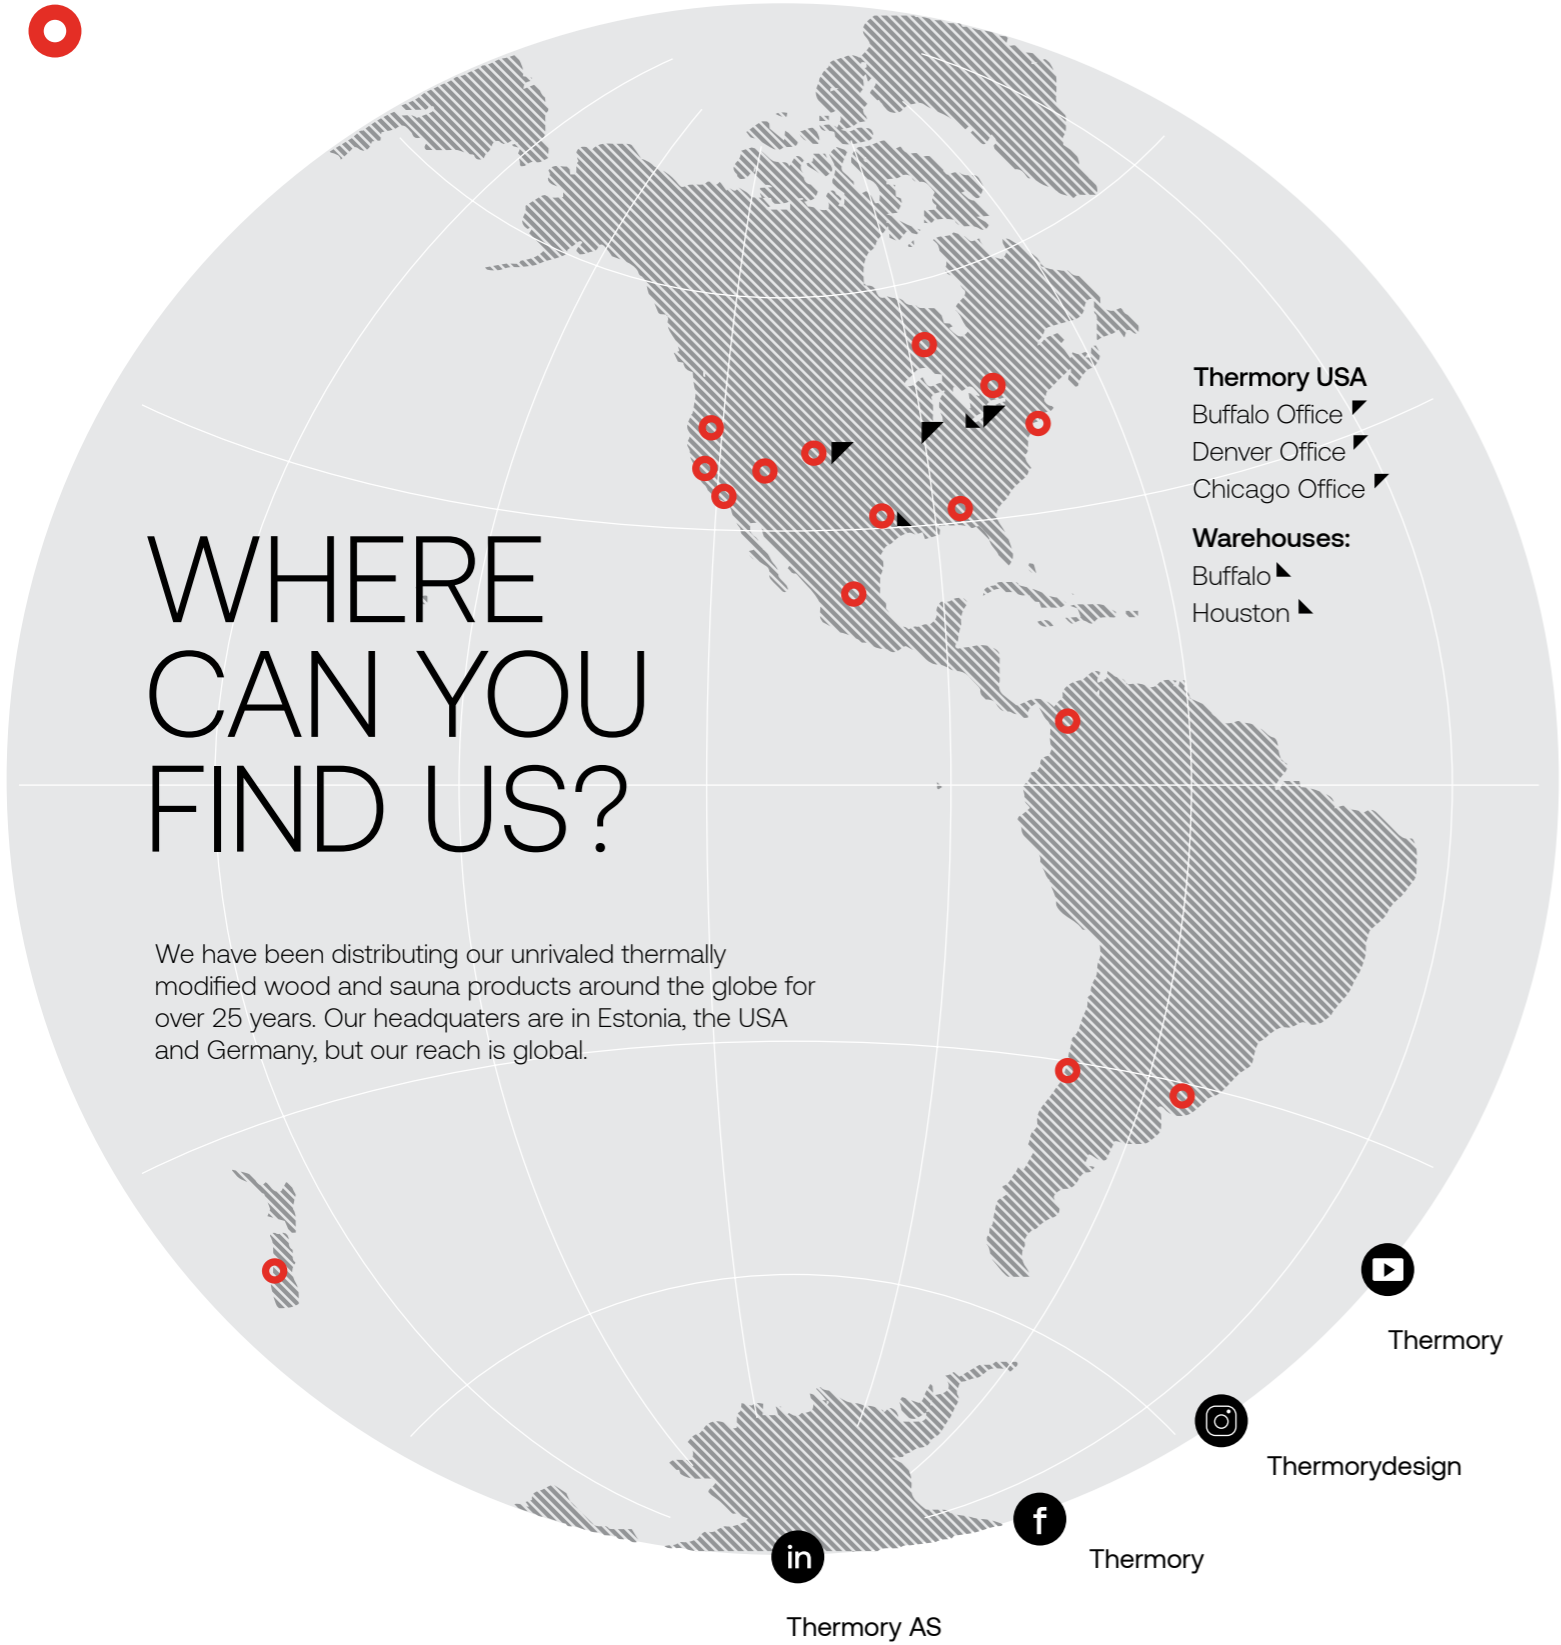 WHERE
CAN YOU
FIND US?
We have been distributing our unrivaled thermally
modified wood and sauna products around the globe for
over 25 years. Our headquaters are in Estonia, the USA
and Germany, but our reach is global.
Thermory USA
Buffalo Office
Denver Office
Chicago Office
Warehouses:
Buffalo
Houston
Thermory
Thermorydesign
f
Thermory
in
Thermory AS